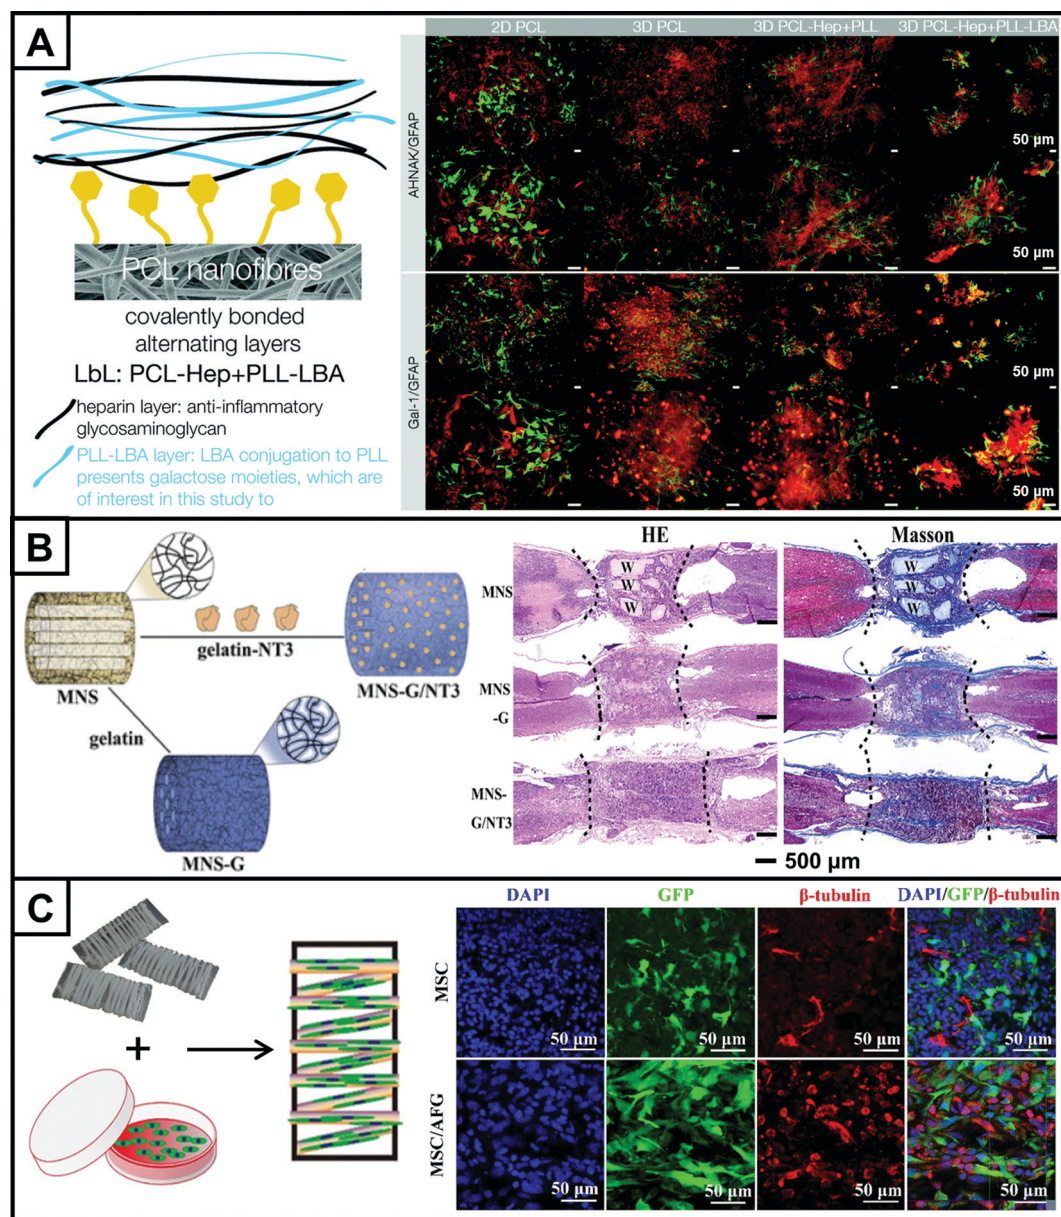 A
2D PCL
3D PCL
3D PCL-Hep+PLL
3D PCL-Hep+PLL-LBA
AHNAK/GFAP
50 µm
50 µm
Gal-1/GFAP
50 µm
50 µm
PCL nanofibres
covalently bonded
alternating layers
LbL: PCL-Hep+PLL-LBA
heparin layer: anti-inflammatory
glycosaminoglycan
PLL-LBA layer: LBA conjugation to PLL
presents galactose moieties, which are
of interest in this study to
B
MNS
gelatin-NT3
MNS-G/NT3
gelatin
MNS-G
HE
Masson
MNS
W
W
W
W
W
W
MNS
-G
MNS-
G/NT3
500 µm
C
+
DAPI
GFP
β-tubulin
DAPI/GFP/β-tubulin
MSC
50 µm
50 µm
50 µm
50 µm
MSC/AFG
50 µm
50 µm
50 µm
50 µm